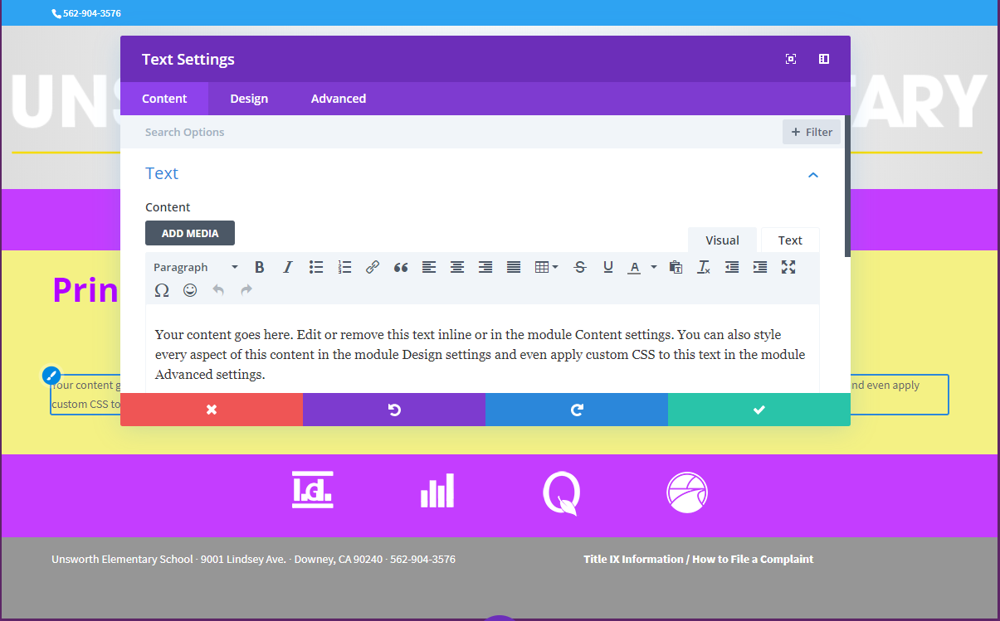 562-904-3576
Text Settings
Content Design Advanced
Search Options
+ Filter
Text
Content
ADD MEDIA
Visual Text
Paragraph
Your content goes here. Edit or remove this text inline or in the module Content settings. You can also style
every aspect of this content in the module Design settings and even apply custom CSS to this text in the module
Advanced settings.
UNS
TARY
Prin
Your content g
nd even apply
custom CSS to
I.d.
Unsworth Elementary School · 9001 Lindsey Ave. · Downey, CA 90240 · 562-904-3576
Title IX Information / How to File a Complaint